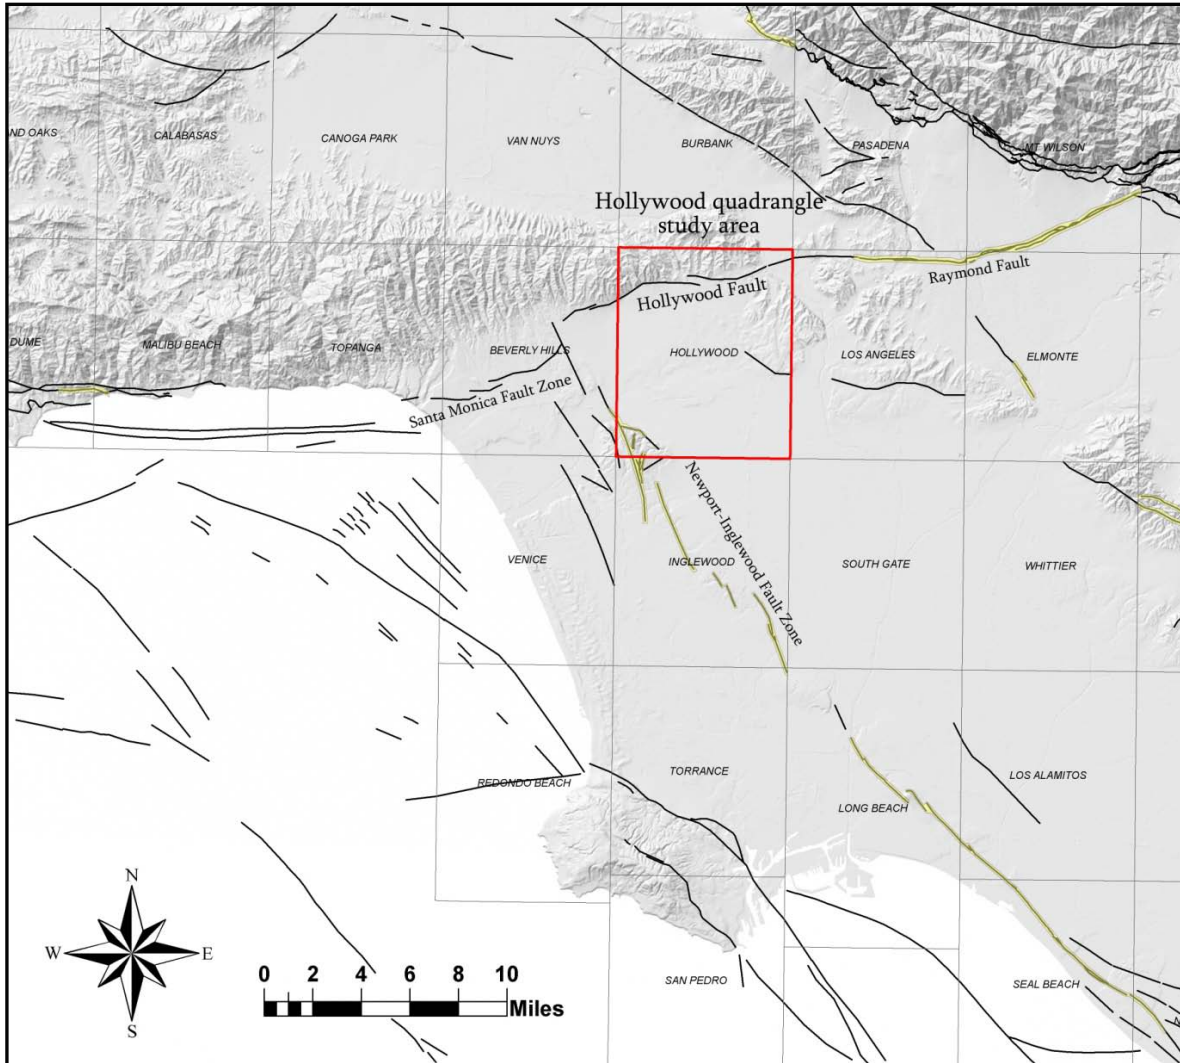 ND OAKS
CALABASAS
CANOGA PARK
VAN NUYS
BURBANK
PASADENA
MT WILSON
Hollywood quadrangle
study area
Raymond Fault
Hollywood Fault
DUME
MALIBU BEACH
TOPANGA
BEVERLY HILLS
HOLLYWOOD
LOS ANGELES
ELMONTE
Santa Monica Fault Zone
Newport-Inglewood Fault Zone
VENICE
INGLEWOOD
SOUTH GATE
WHITTIER
REDONDO BEACH
TORRANCE
LONG BEACH
LOS ALAMITOS
N
W
E
S
0 2 4 6 8 10
Miles
SAN PEDRO
SEAL BEACH